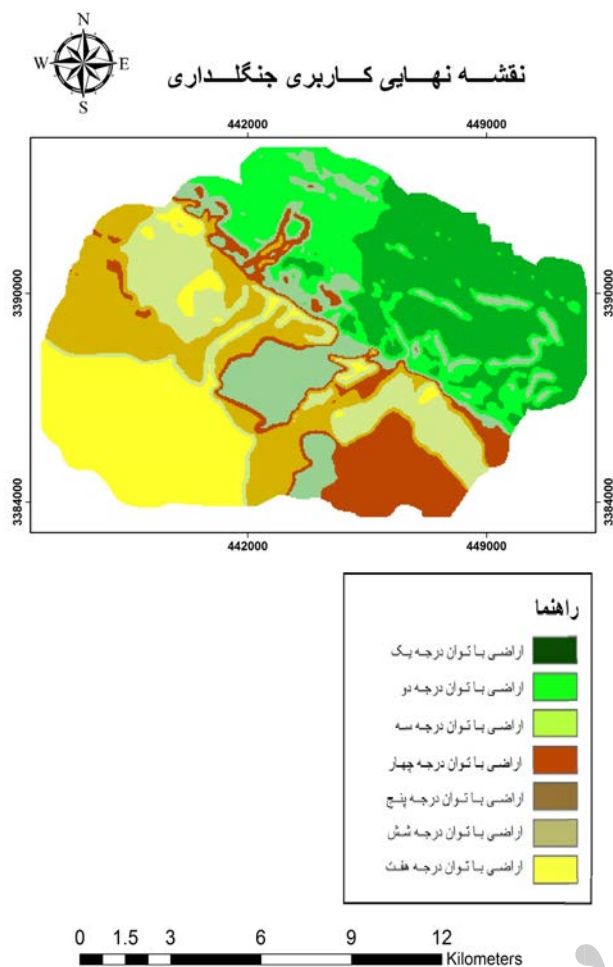 N
W E
S
نقشه نهایی کاربری جنگلداری
442000 449000
3390000 3390000
3384000 3384000
442000 449000
راهنما
اراضی با توان درجه یک
اراضی با توان درجه دو
اراضی با توان درجه سه
اراضی با توان درجه چهار
اراضی با توان درجه پنج
اراضی با توان درجه شش
اراضی با توان درجه هفت
0 1.5 3 6 9 12
Kilometers